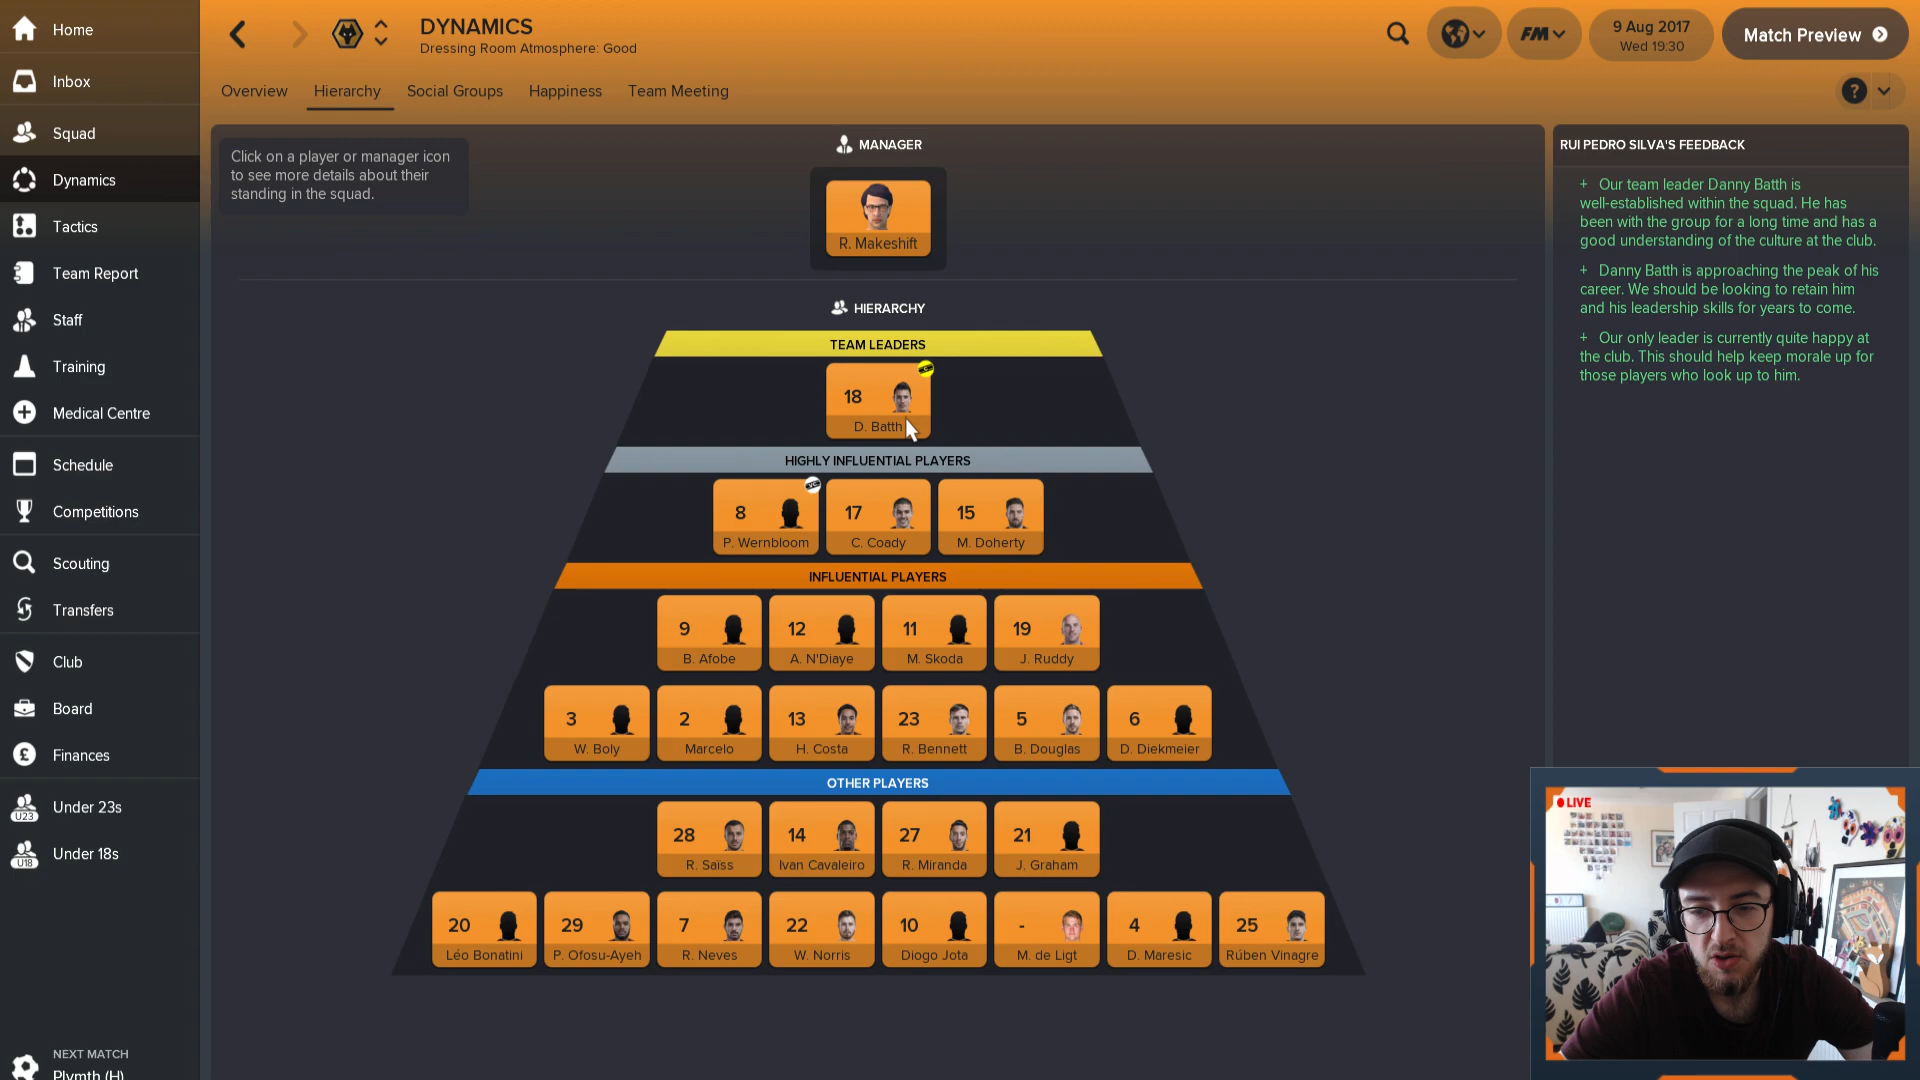 Home
Inbox
Squad
Dynamics
Tactics
Team Report
Staff
Training
Medical Centre
Schedule
Competitions
Scouting
Transfers
Club
Board
Finances
U23
Under 23s
U18
Under 18s
NEXT MATCH
Plymth (H)
DYNAMICS
Dressing Room Atmosphere: Good
FM
9 Aug 2017
Wed 19:30
Match Preview
Overview
Hierarchy
Social Groups
Happiness
Team Meeting
?
Click on a player or manager icon
to see more details about their
standing in the squad.
MANAGER
R. Makeshift
HIERARCHY
TEAM LEADERS
18
D. Batth
HIGHLY INFLUENTIAL PLAYERS
8 VC 17 15
P. Wernbloom C. Coady M. Doherty
INFLUENTIAL PLAYERS
9 12 11 19
B. Afobe A. N'Diaye M. Skoda J. Ruddy
3 2 13 23 5 6
W. Boly Marcelo H. Costa R. Bennett B. Douglas D. Diekmeier
OTHER PLAYERS
28 14 27 21
R. Saïss Ivan Cavaleiro R. Miranda J. Graham
20 29 7 22 10 - 4 25
Léo Bonatini P. Ofosu-Ayeh R. Neves W. Norris Diogo Jota M. de Ligt D. Maresic Rúben Vinagre
RUI PEDRO SILVA'S FEEDBACK
+ Our team leader Danny Batth is
well-established within the squad. He has
been with the group for a long time and has a
good understanding of the culture at the club.
+ Danny Batth is approaching the peak of his
career. We should be looking to retain him
and his leadership skills for years to come.
+ Our only leader is currently quite happy at
the club. This should help keep morale up for
those players who look up to him.
LIVE